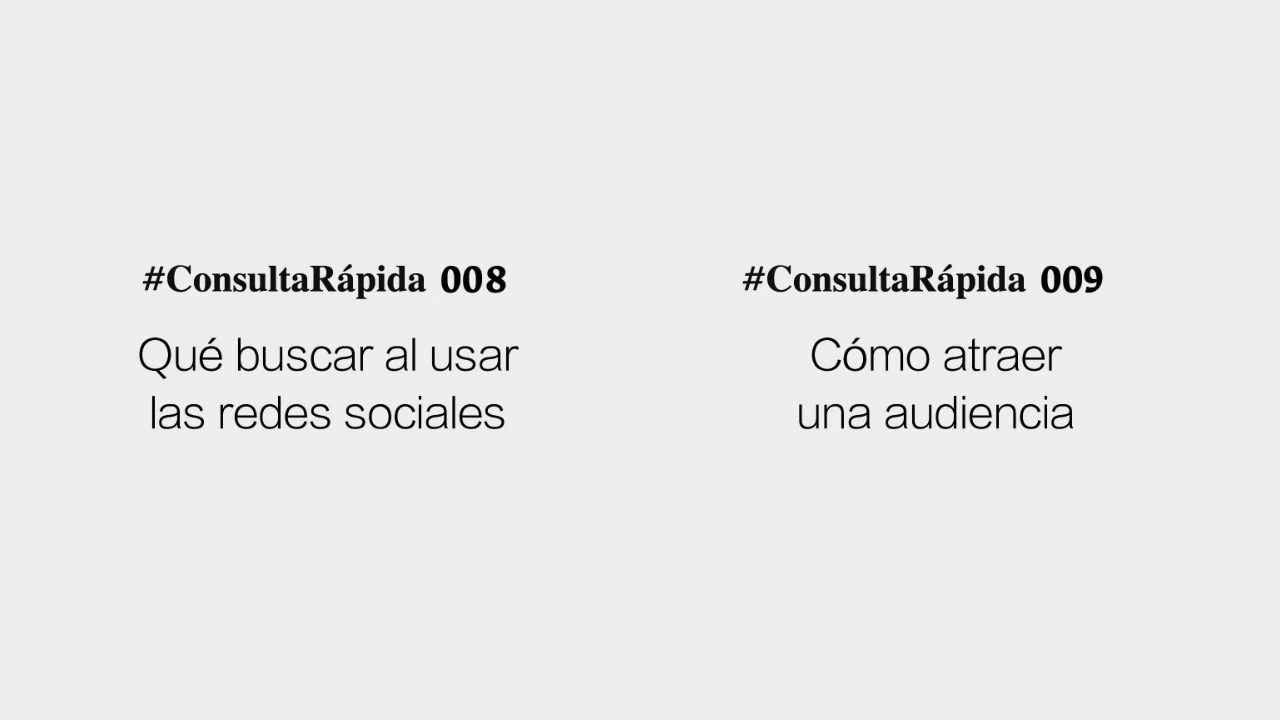 #ConsultaRápida 008
Qué buscar al usar
las redes sociales
#ConsultaRápida 009
Cómo atraer
una audiencia